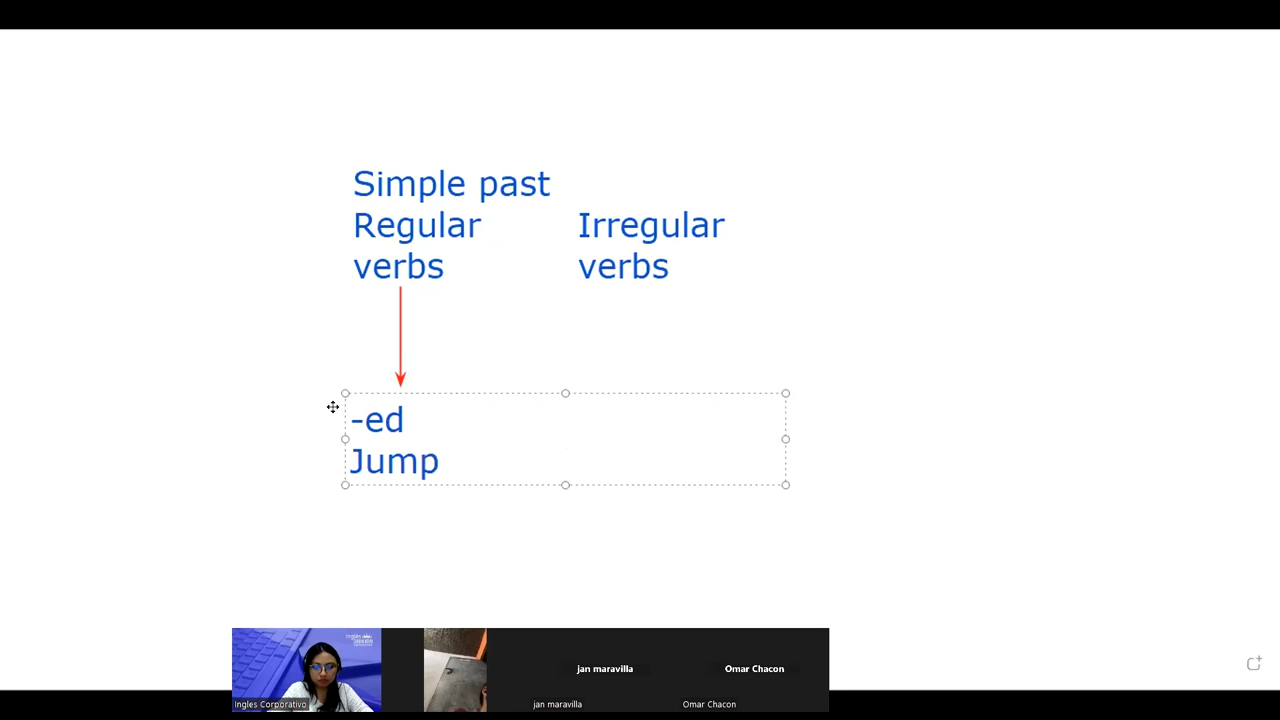 Simple past
Regular Irregular
verbs verbs
-ed
Jump
jan maravilla
Omar Chacon
Ingles Corporativo
jan maravilla
Omar Chacon